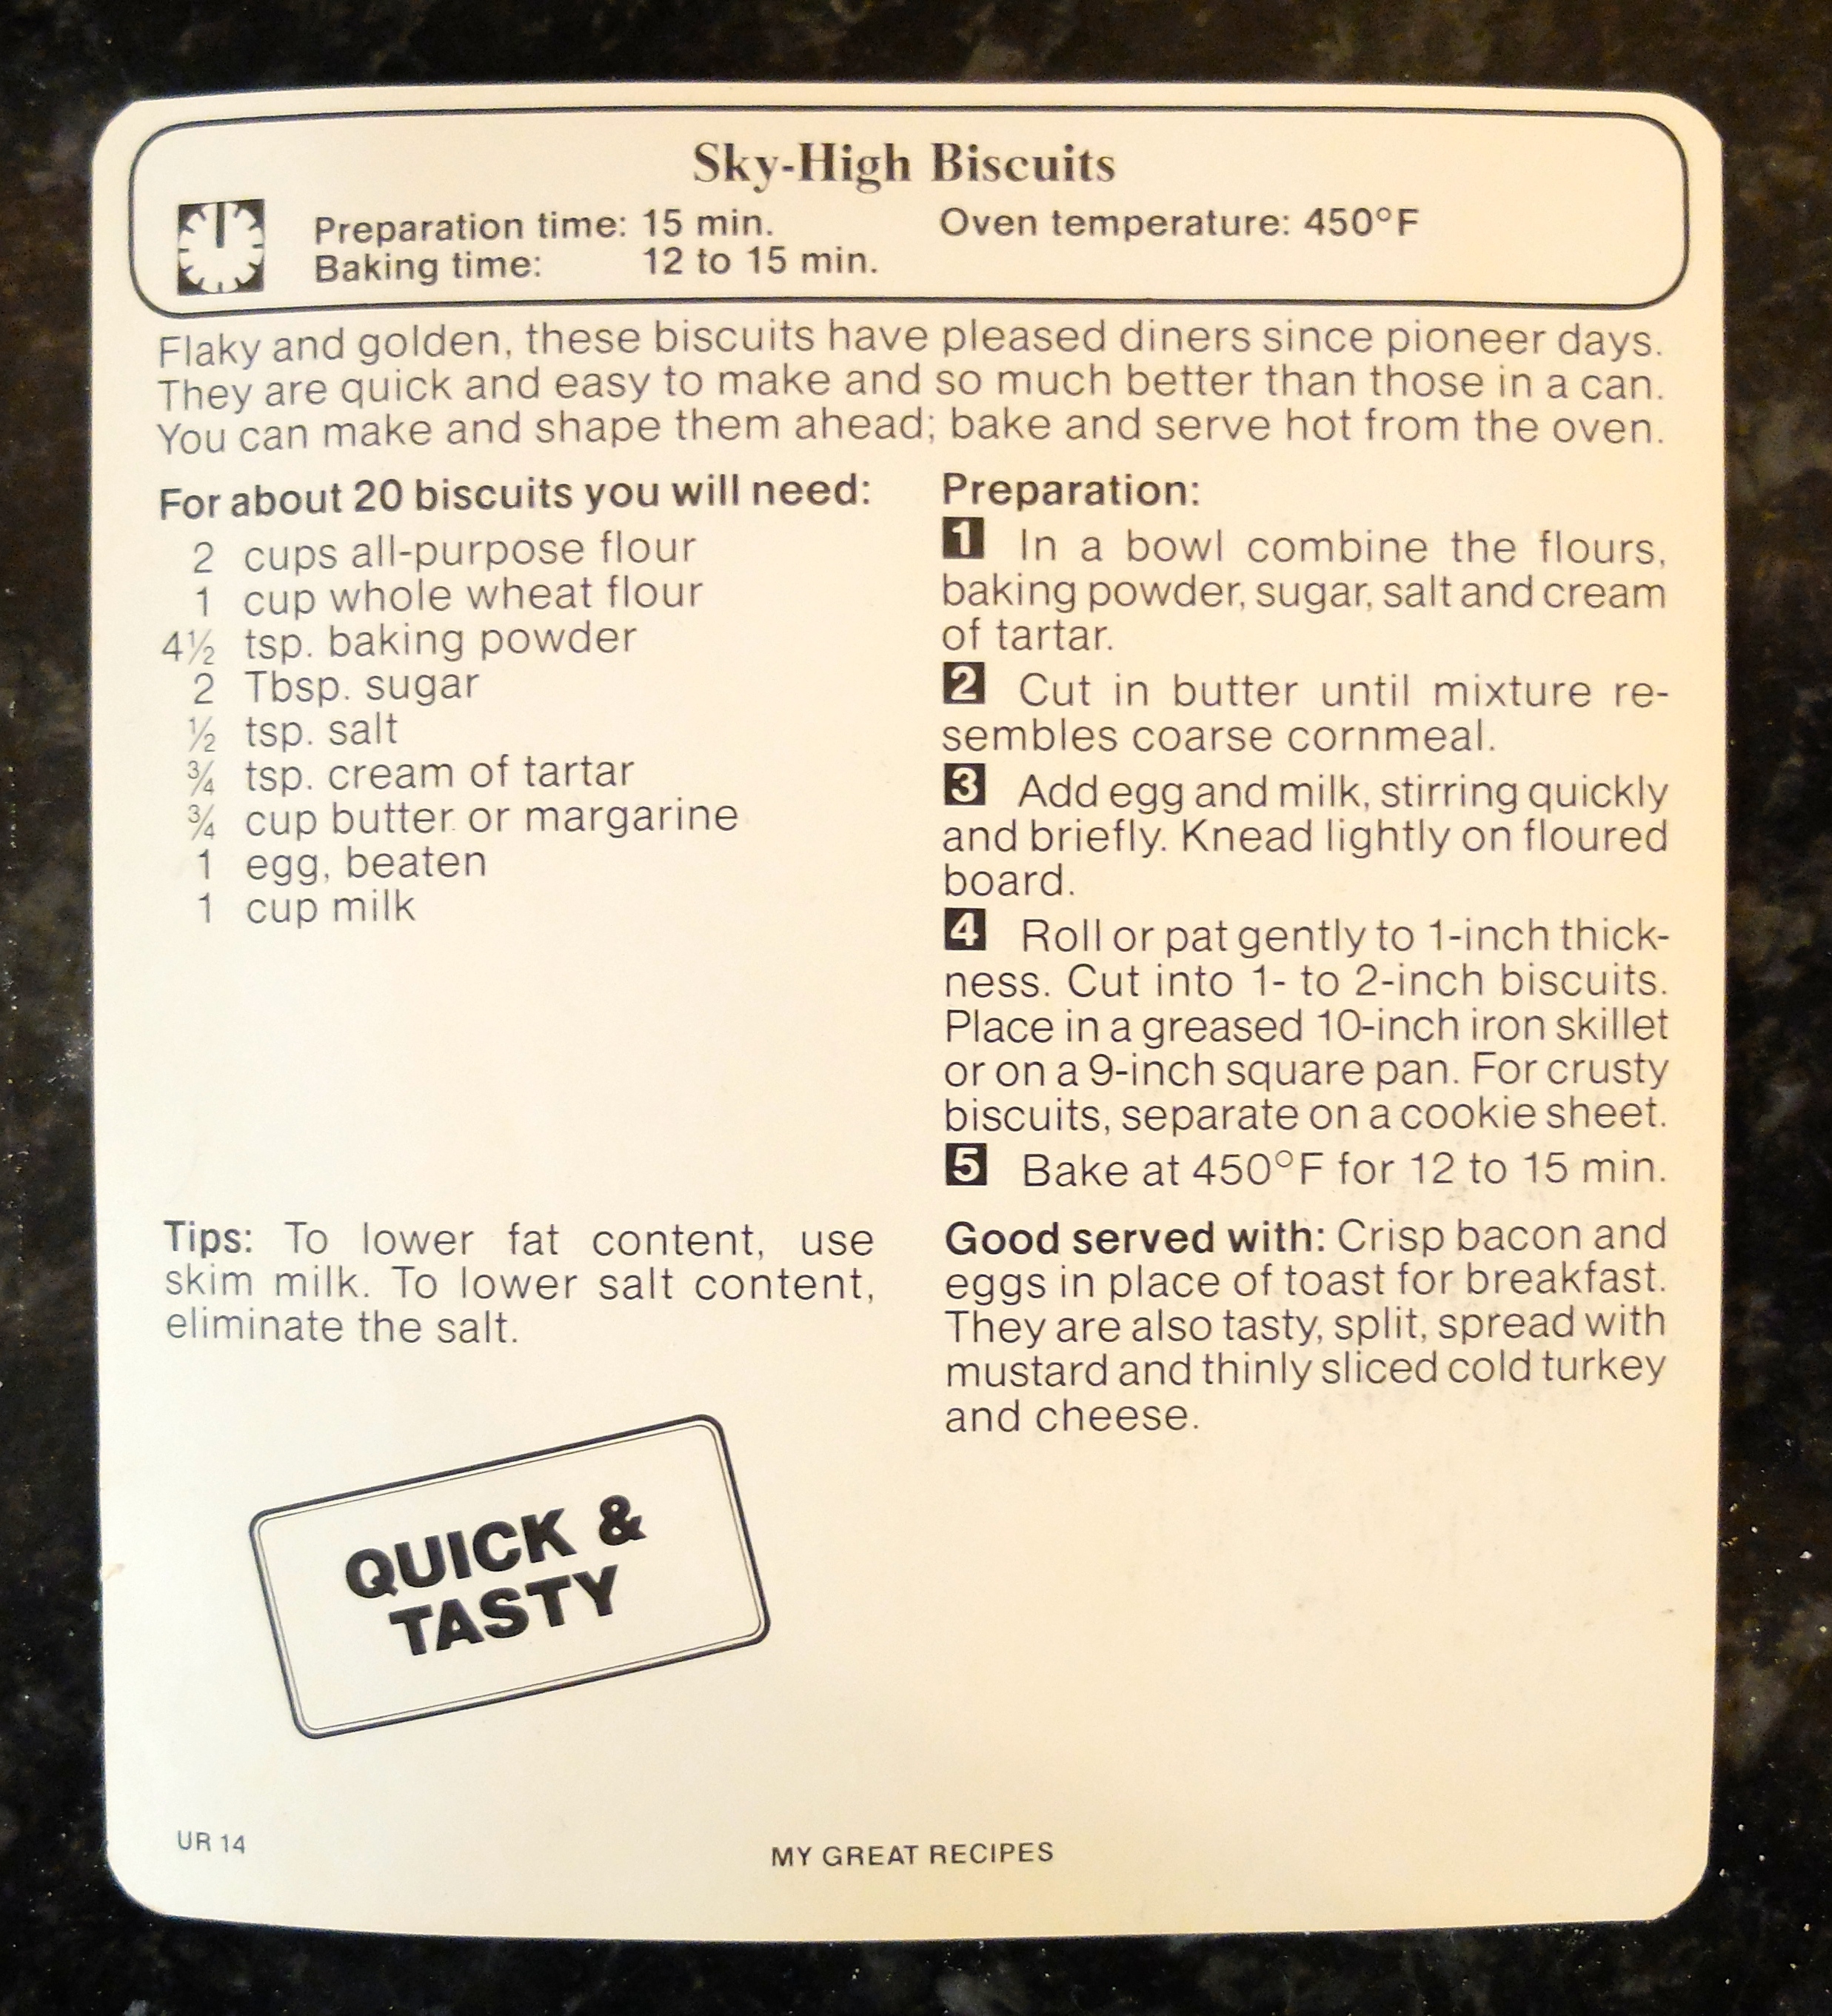 Sky-High Biscuits
Preparation time: 15 min.
Oven temperature: 450°F
Baking time: 12 to 15 min.
Flaky and golden, these biscuits have pleased diners since pioneer days.
They are quick and easy to make and so much better than those in a can.
You can make and shape them ahead; bake and serve hot from the oven.
For about 20 biscuits you will need:
2 cups all-purpose flour
1 cup whole wheat flour
4½ tsp. baking powder
2 Tbsp. sugar
½ tsp. salt
¾ tsp. cream of tartar
¾ cup butter or margarine
1 egg, beaten
1 cup milk
Preparation:
1 In a bowl combine the flours,
baking powder, sugar, salt and cream
of tartar.
2 Cut in butter until mixture re-
sembles coarse cornmeal.
3 Add egg and milk, stirring quickly
and briefly. Knead lightly on floured
board.
4 Roll or pat gently to 1-inch thick-
ness. Cut into 1- to 2-inch biscuits.
Place in a greased 10-inch iron skillet
or on a 9-inch square pan. For crusty
biscuits, separate on a cookie sheet.
5 Bake at 450°F for 12 to 15 min.
Tips: To lower fat content, use
skim milk. To lower salt content,
eliminate the salt.
Good served with: Crisp bacon and
eggs in place of toast for breakfast.
They are also tasty, split, spread with
mustard and thinly sliced cold turkey
and cheese.
QUICK &
TASTY
UR 14
MY GREAT RECIPES